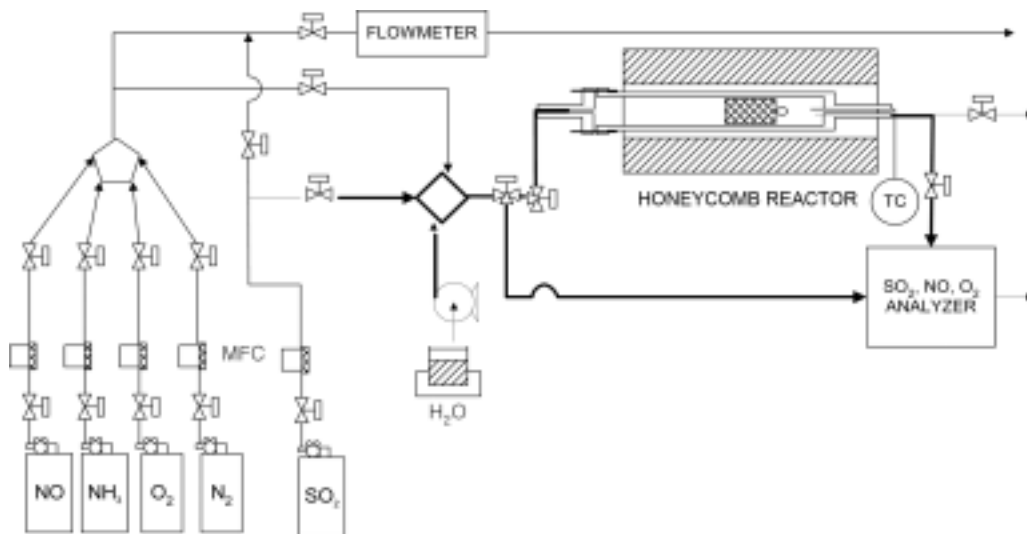 FLOWMETER
HONEYCOMB REACTOR
TC
SO₂, NO, O₂
ANALYZER
MFC
H₂O
NO
NH₃
O₂
N₂
SO₂